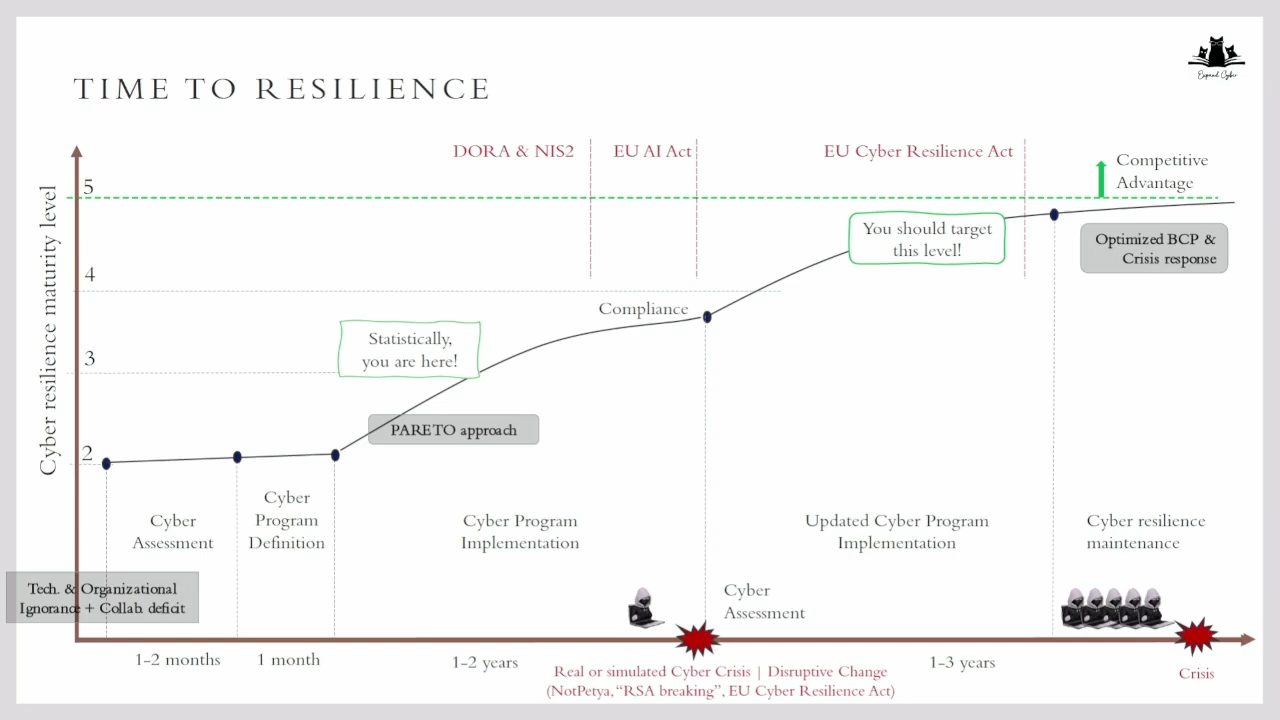 Expand Cyber
TIME TO RESILIENCE
DORA & NIS2
EU AI Act
EU Cyber Resilience Act
Competitive
Advantage
Cyber resilience maturity level
5
4
3
2
You should target
this level!
Optimized BCP &
Crisis response
Compliance
Statistically,
you are here!
PARETO approach
Cyber
Assessment
Cyber
Program
Definition
Cyber Program
Implementation
Updated Cyber Program
Implementation
Cyber resilience
maintenance
Tech. & Organizational
Ignorance + Collab. deficit
Cyber
Assessment
1-2 months
1 month
1-2 years
1-3 years
Real or simulated Cyber Crisis | Disruptive Change
(NotPetya, “RSA breaking”, EU Cyber Resilience Act)
Crisis